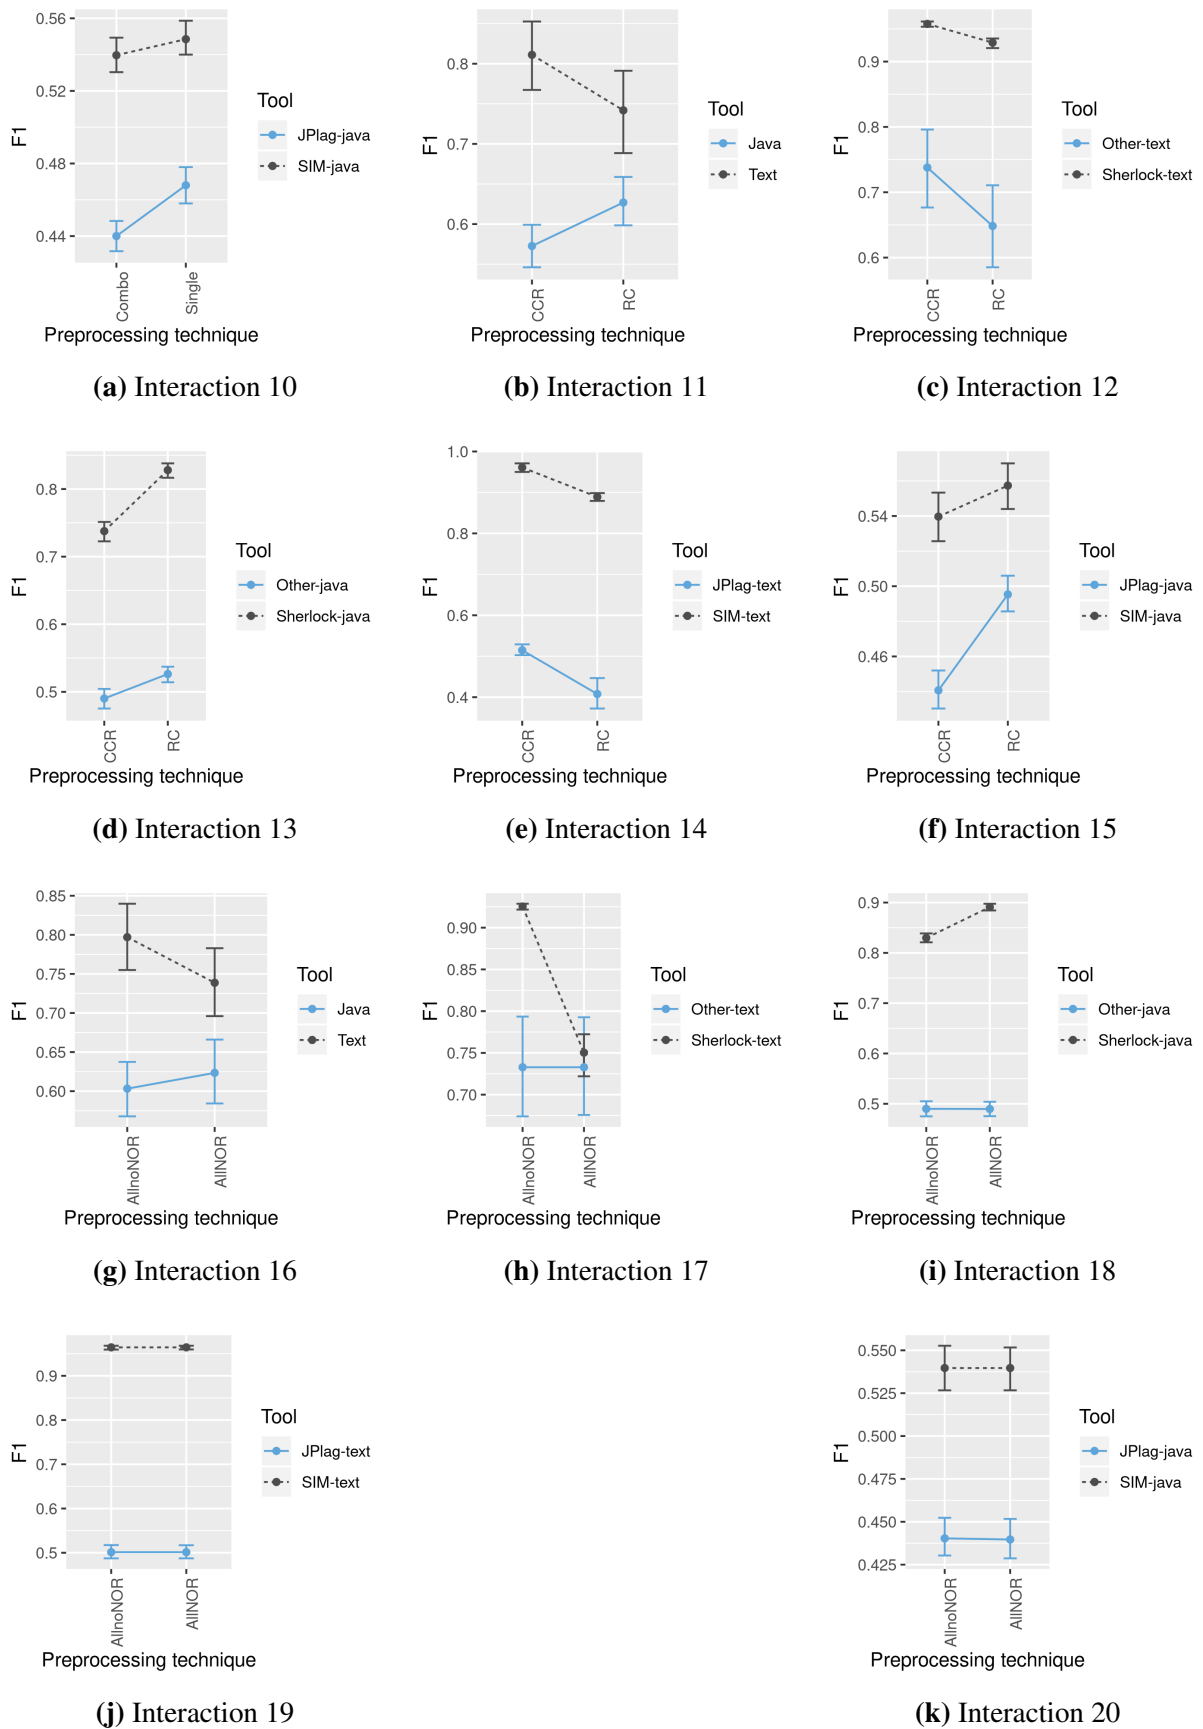 0.56
0.52
0.48
0.44
F1
Combo
Single
Preprocessing technique
Tool
JPlag-java
SIM-java
(a) Interaction 10
0.8
0.7
0.6
F1
CCR
RC
Preprocessing technique
Tool
Java
Text
(b) Interaction 11
0.9
0.8
0.7
0.6
F1
CCR
RC
Preprocessing technique
Tool
Other-text
Sherlock-text
(c) Interaction 12
0.8
0.7
0.6
0.5
F1
CCR
RC
Preprocessing technique
Tool
Other-java
Sherlock-java
(d) Interaction 13
1.0
0.8
0.6
0.4
F1
CCR
RC
Preprocessing technique
Tool
JPlag-text
SIM-text
(e) Interaction 14
0.54
0.50
0.46
F1
CCR
RC
Preprocessing technique
Tool
JPlag-java
SIM-java
(f) Interaction 15
0.85
0.80
0.75
0.70
0.65
0.60
F1
AllnoNOR
AllNOR
Preprocessing technique
Tool
Java
Text
(g) Interaction 16
0.90
0.85
0.80
0.75
0.70
F1
AllnoNOR
AllNOR
Preprocessing technique
Tool
Other-text
Sherlock-text
(h) Interaction 17
0.9
0.8
0.7
0.6
0.5
F1
AllnoNOR
AllNOR
Preprocessing technique
Tool
Other-java
Sherlock-java
(i) Interaction 18
0.9
0.8
0.7
0.6
0.5
F1
AllnoNOR
AllNOR
Preprocessing technique
Tool
JPlag-text
SIM-text
(j) Interaction 19
0.550
0.525
0.500
0.475
0.450
0.425
F1
AllnoNOR
AllNOR
Preprocessing technique
Tool
JPlag-java
SIM-java
(k) Interaction 20